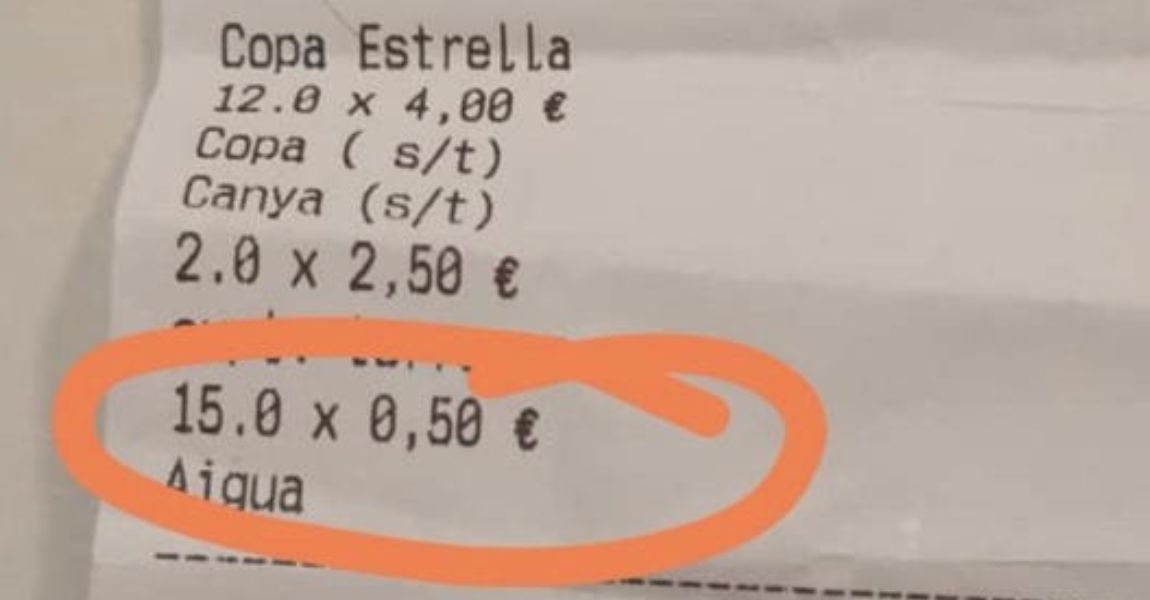 Copa Estrella
12.0 x 4,00 €
Copa ( s/t)
Canya (s/t)
2.0 x 2,50 €
15.0 x 0,50 €
Aigua